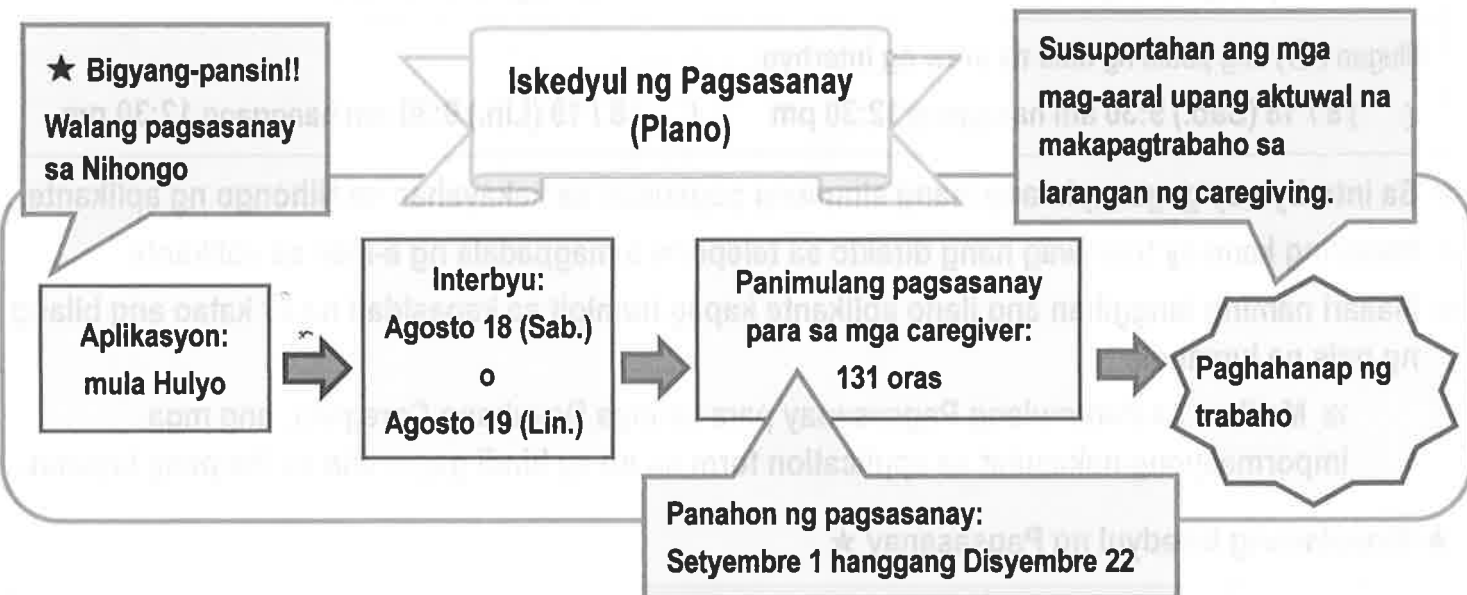 ★ Bigyang-pansin!!
Walang pagsasanay
sa Nihongo
Iskedyul ng Pagsasanay
(Plano)
Susuportahan ang mga
mag-aaral upang aktuwal na
makapagtrabaho sa
larangan ng caregiving.
Aplikasyon:
mula Hulyo
Interbyu:
Agosto 18 (Sab.)
o
Agosto 19 (Lin.)
Panimulang pagsasanay
para sa mga caregiver:
131 oras
Paghahanap ng
trabaho
Panahon ng pagsasanay:
Setyembre 1 hanggang Disyembre 22